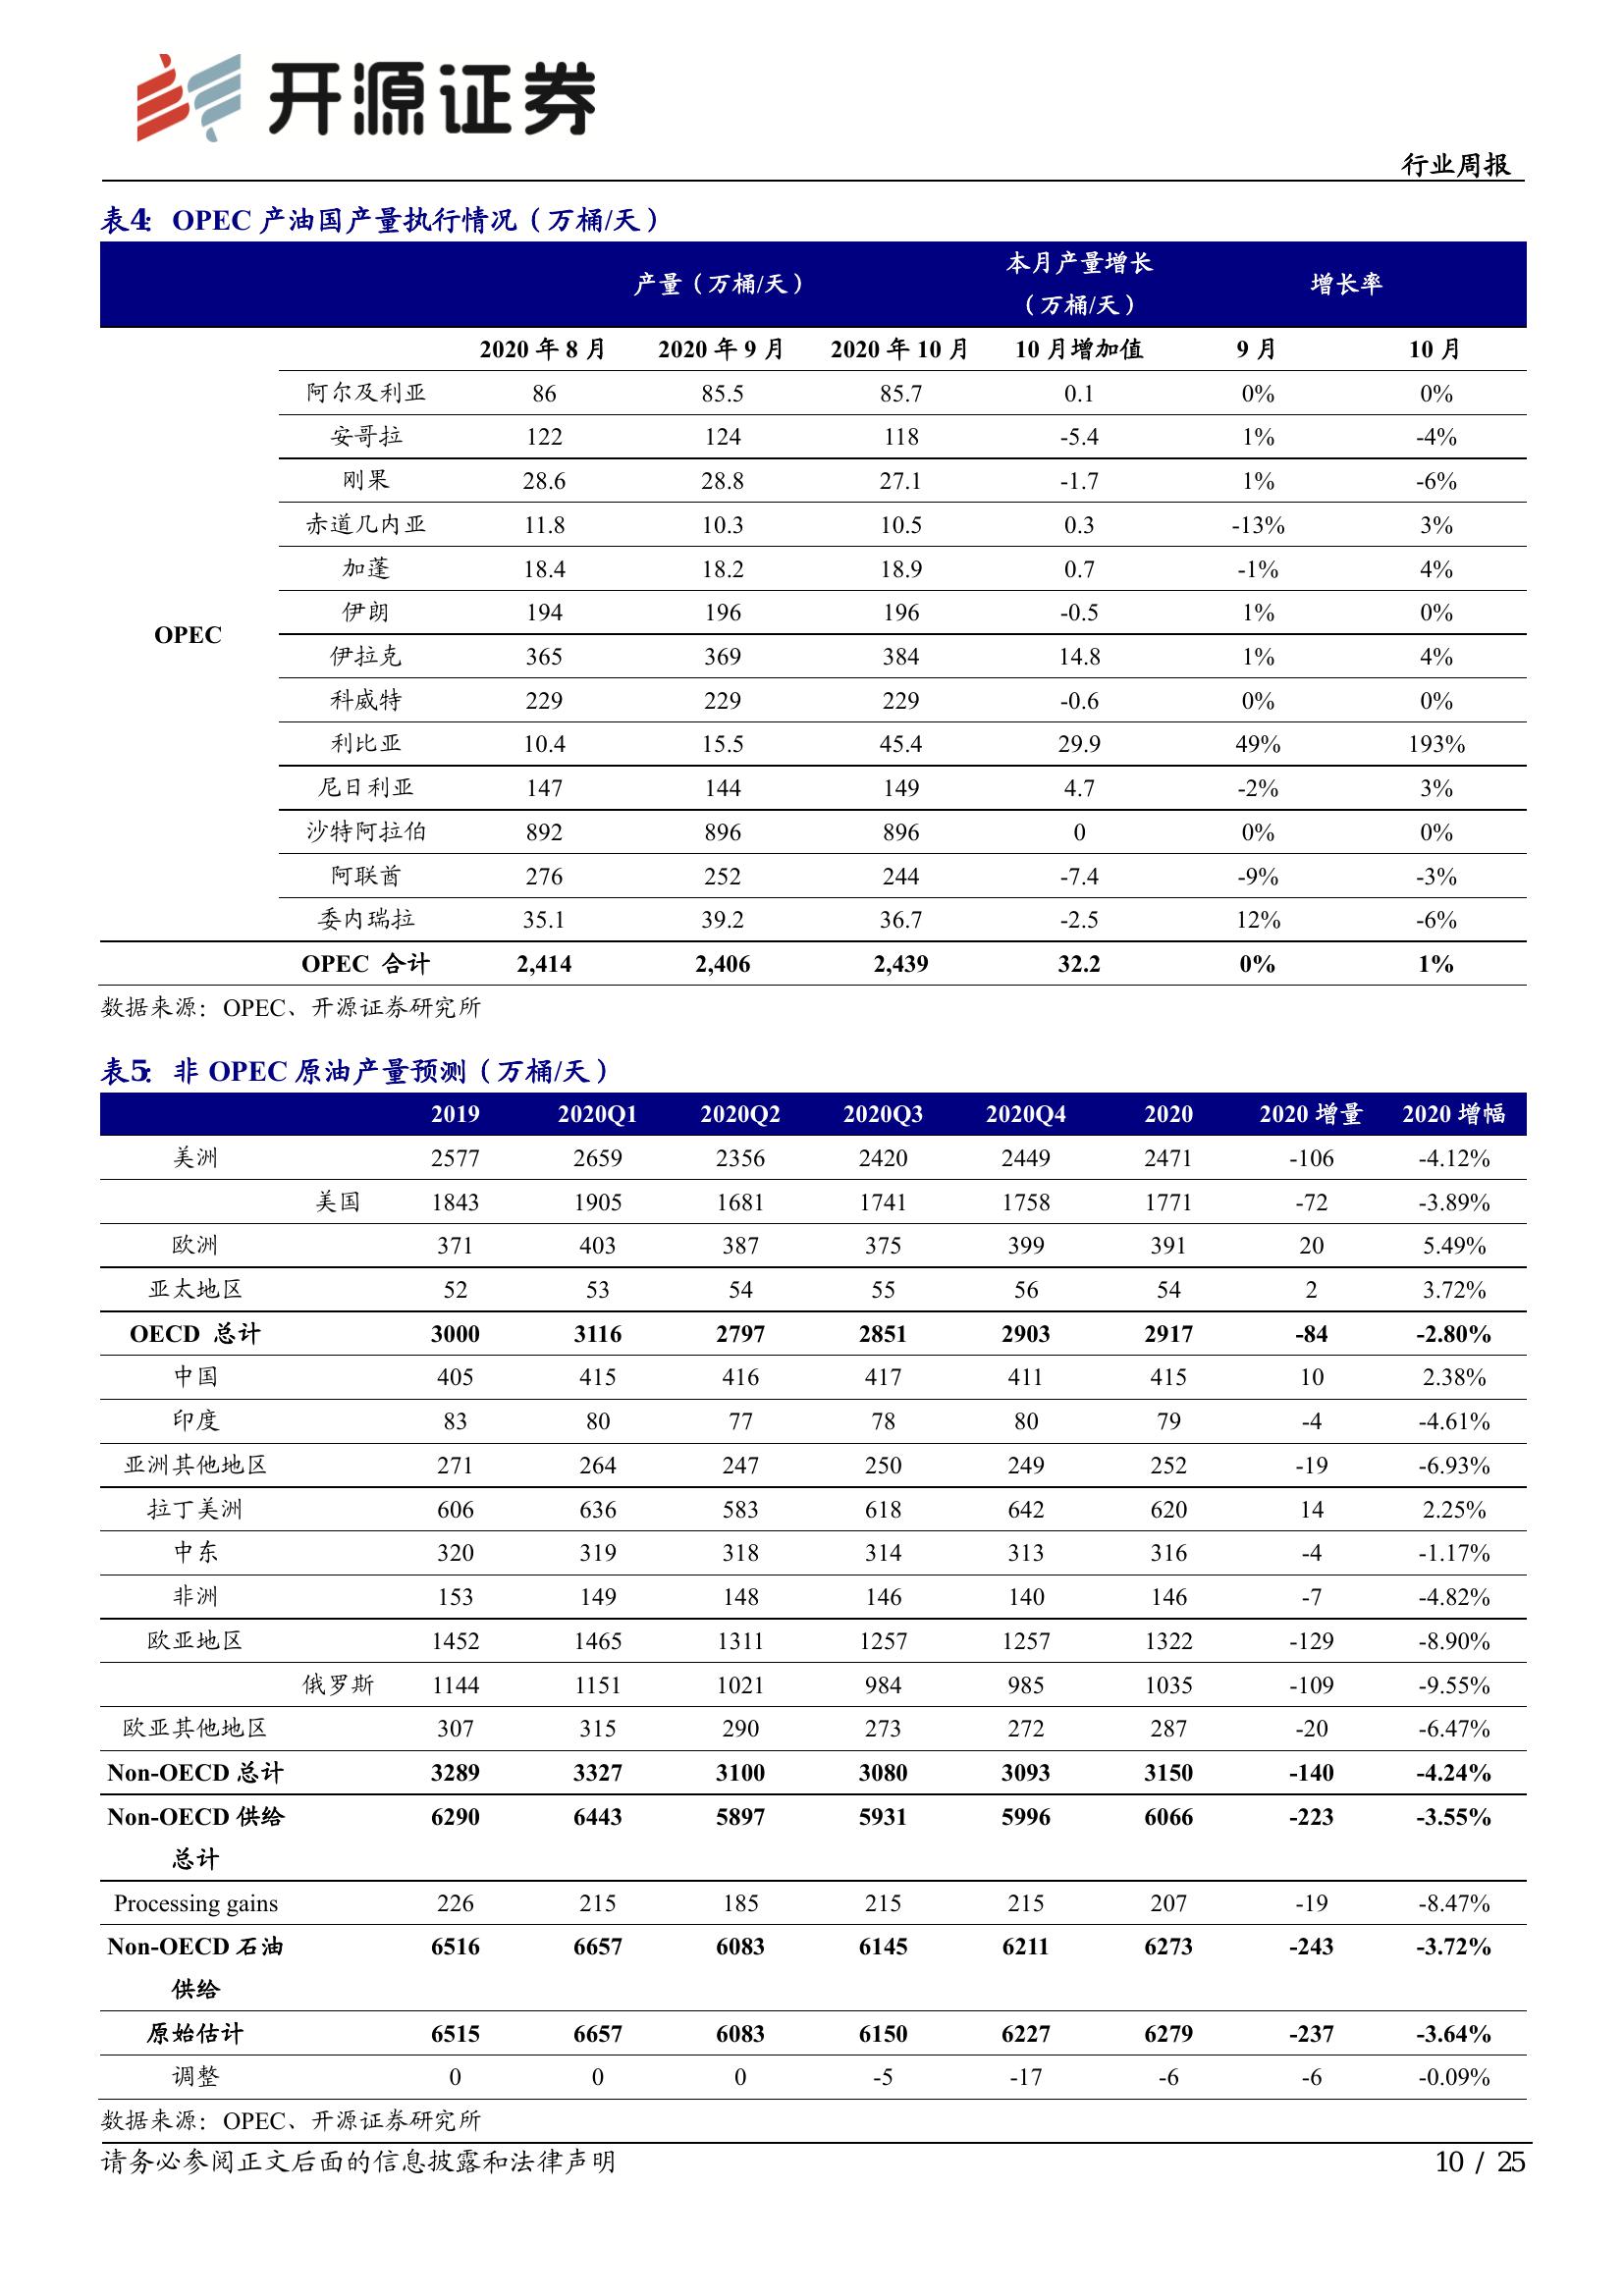 开源证券
行业周报
表4: OPEC 产油国产量执行情况（万桶/天）
产量（万桶/天） 本月产量增长（万桶/天） 增长率
2020 年 8 月 2020 年 9 月 2020 年 10 月 10 月增加值 9 月 10 月
阿尔及利亚 86 85.5 85.7 0.1 0% 0%
安哥拉 122 124 118 -5.4 1% -4%
刚果 28.6 28.8 27.1 -1.7 1% -6%
赤道几内亚 11.8 10.3 10.5 0.3 -13% 3%
加蓬 18.4 18.2 18.9 0.7 -1% 4%
伊朗 194 196 196 -0.5 1% 0%
OPEC
伊拉克 365 369 384 14.8 1% 4%
科威特 229 229 229 -0.6 0% 0%
利比亚 10.4 15.5 45.4 29.9 49% 193%
尼日利亚 147 144 149 4.7 -2% 3%
沙特阿拉伯 892 896 896 0 0% 0%
阿联酋 276 252 244 -7.4 -9% -3%
委内瑞拉 35.1 39.2 36.7 -2.5 12% -6%
OPEC 合计 2,414 2,406 2,439 32.2 0% 1%
数据来源：OPEC、开源证券研究所
表5: 非 OPEC 原油产量预测（万桶/天）
2019 2020Q1 2020Q2 2020Q3 2020Q4 2020 2020 增量 2020 增幅
美洲 2577 2659 2356 2420 2449 2471 -106 -4.12%
美国 1843 1905 1681 1741 1758 1771 -72 -3.89%
欧洲 371 403 387 375 399 391 20 5.49%
亚太地区 52 53 54 55 56 54 2 3.72%
OECD 总计 3000 3116 2797 2851 2903 2917 -84 -2.80%
中国 405 415 416 417 411 415 10 2.38%
印度 83 80 77 78 80 79 -4 -4.61%
亚洲其他地区 271 264 247 250 249 252 -19 -6.93%
拉丁美洲 606 636 583 618 642 620 14 2.25%
中东 320 319 318 314 313 316 -4 -1.17%
非洲 153 149 148 146 140 146 -7 -4.82%
欧亚地区 1452 1465 1311 1257 1257 1322 -129 -8.90%
俄罗斯 1144 1151 1021 984 985 1035 -109 -9.55%
欧亚其他地区 307 315 290 273 272 287 -20 -6.47%
Non-OECD 总计 3289 3327 3100 3080 3093 3150 -140 -4.24%
Non-OECD 供给 6290 6443 5897 5931 5996 6066 -223 -3.55%
总计
Processing gains 226 215 185 215 215 207 -19 -8.47%
Non-OECD 石油 6516 6657 6083 6145 6211 6273 -243 -3.72%
供给
原始估计 6515 6657 6083 6150 6227 6279 -237 -3.64%
调整 0 0 0 -5 -17 -6 -6 -0.09%
数据来源：OPEC、开源证券研究所
请务必参阅正文后面的信息披露和法律声明 10 / 25